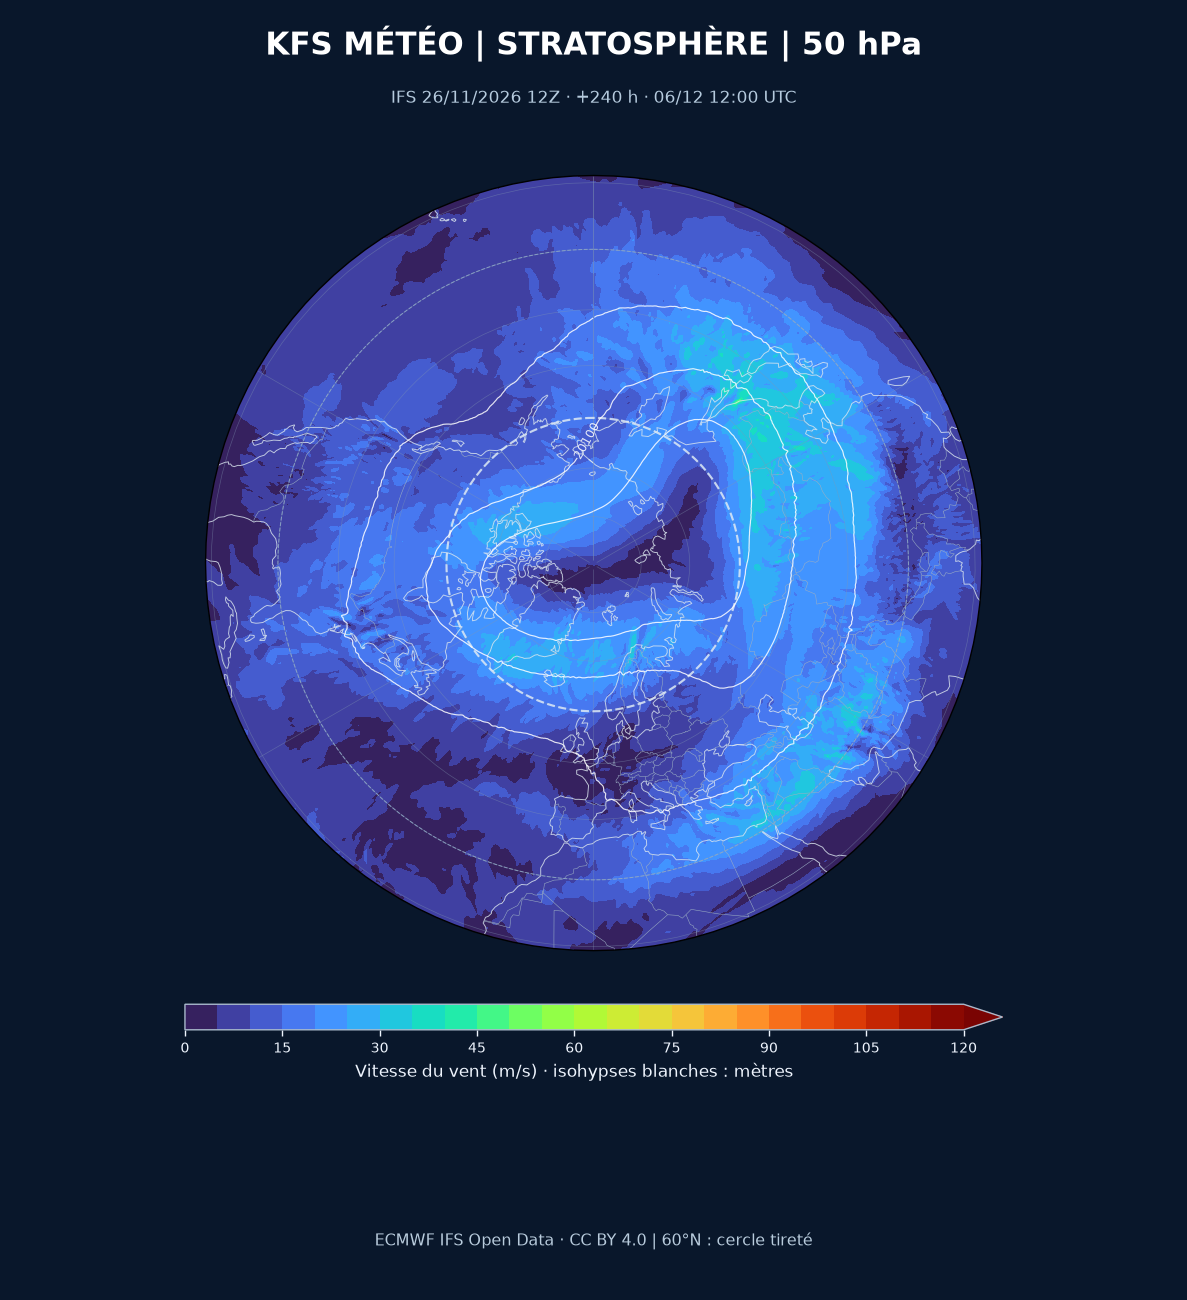 KFS MÉTÉO | STRATOSPHÈRE | 50 hPa
IFS 26/11/2026 12Z · +240 h · 06/12 12:00 UTC
0 15 30 45 60 75 90 105 120
Vitesse du vent (m/s) · isohypses blanches : mètres
ECMWF IFS Open Data · CC BY 4.0 | 60°N : cercle tireté